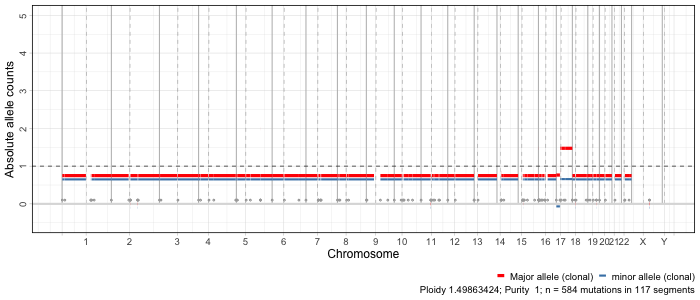 Absolute allele counts
5
4
3
2
1
0
1 2 3 4 5 6 7 8 9 10 11 12 13 14 15 16 17 18 19 20 21 22 X Y
Chromosome
Major allele (clonal) minor allele (clonal)
Ploidy 1.49863424; Purity 1; n = 584 mutations in 117 segments